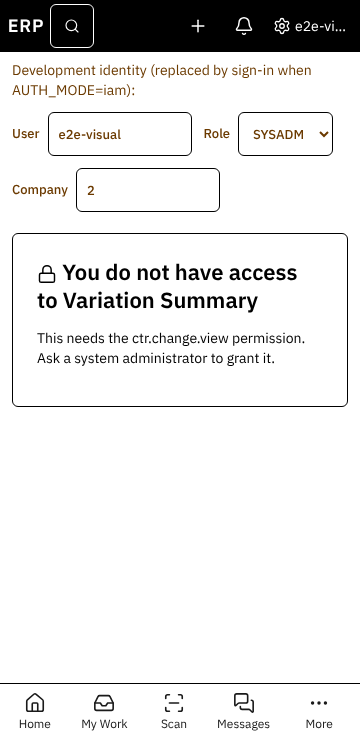 ERP
e2e-vi...
Development identity (replaced by sign-in when
AUTH_MODE=iam):
User
e2e-visual
Role
SYSADM
Company
2
You do not have access
to Variation Summary
This needs the ctr.change.view permission.
Ask a system administrator to grant it.
Home
My Work
Scan
Messages
More